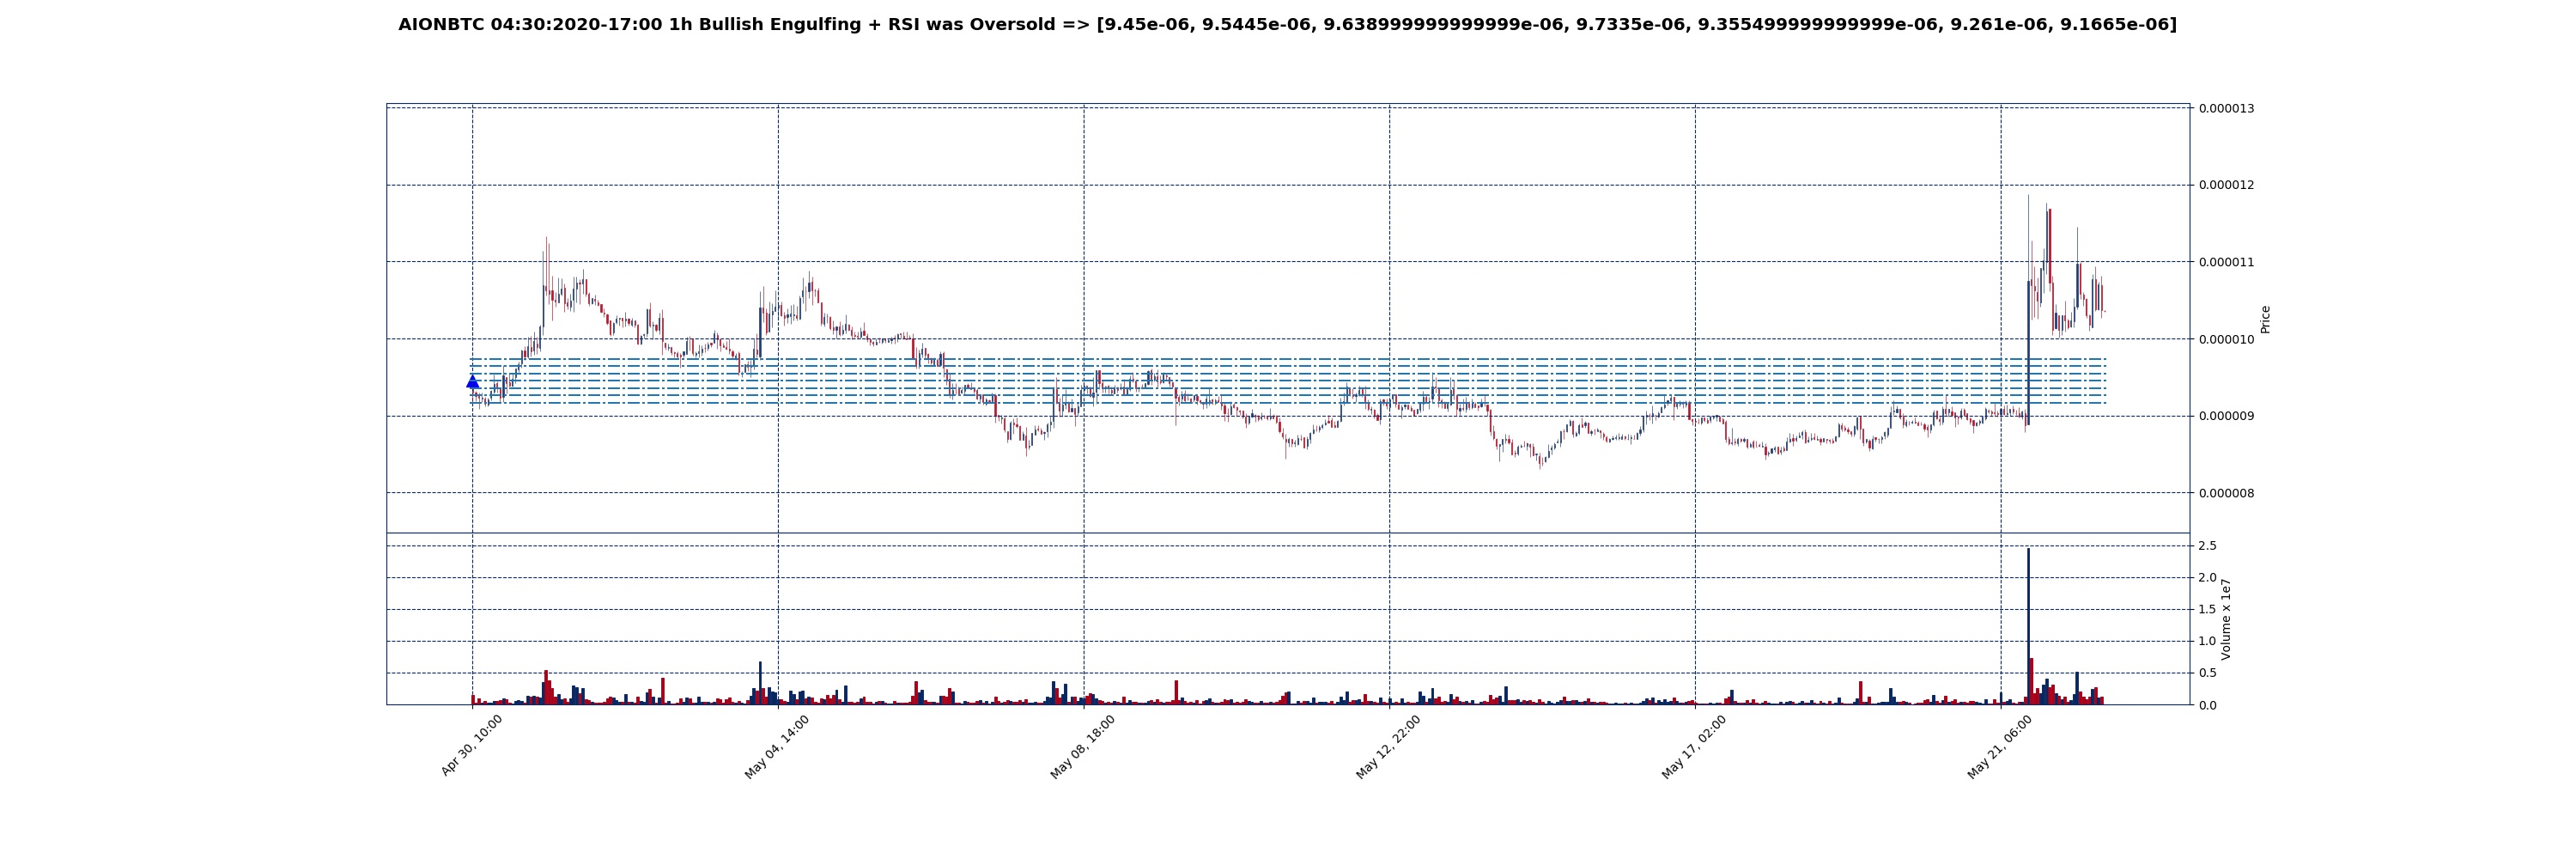 AIONBTC 04:30:2020-17:00 1h Bullish Engulfing + RSI was Oversold => [9.45e-06, 9.5445e-06, 9.638999999999999e-06, 9.7335e-06, 9.355499999999999e-06, 9.261e-06, 9.1665e-06]
0.000013
0.000012
0.000011
0.000010
0.000009
0.000008
Price
2.5
2.0
1.5
1.0
0.5
0.0
Volume x 1e7
Apr 30, 10:00
May 04, 14:00
May 08, 18:00
May 12, 22:00
May 17, 02:00
May 21, 06:00